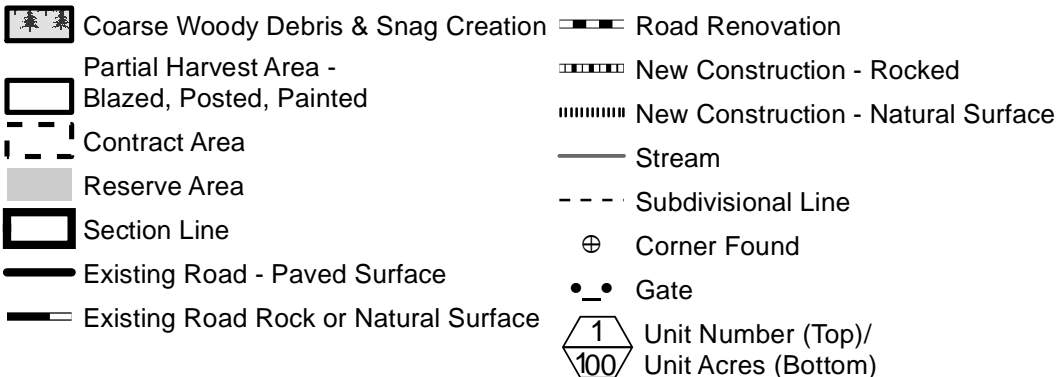 Coarse Woody Debris & Snag Creation
Partial Harvest Area -
Blazed, Posted, Painted
Contract Area
Reserve Area
Section Line
Existing Road - Paved Surface
Existing Road Rock or Natural Surface
Road Renovation
New Construction - Rocked
New Construction - Natural Surface
Stream
Subdivisional Line
Corner Found
Gate
1
100
Unit Number (Top)/
Unit Acres (Bottom)